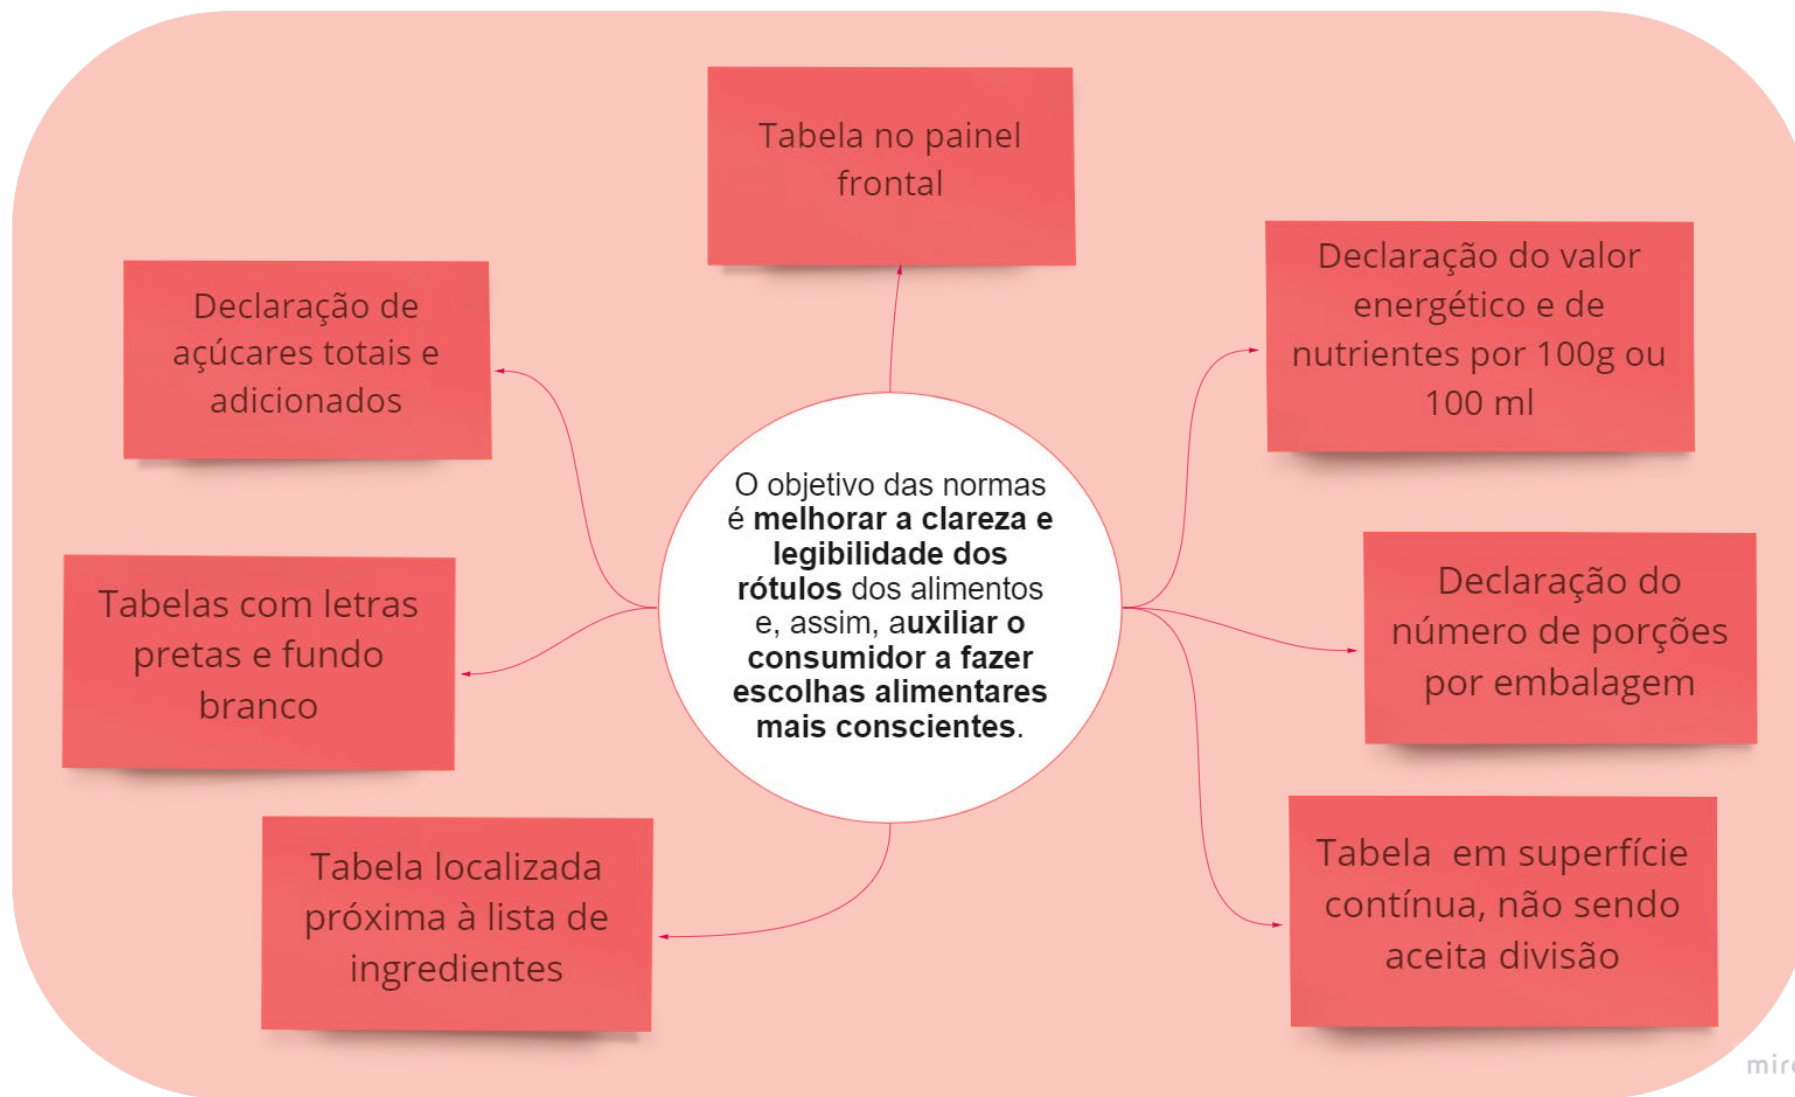 Tabela no painel
frontal
Declaração de
açúcares totais e
adicionados
Declaração do valor
energético e de
nutrientes por 100g ou
100 ml
O objetivo das normas
é melhorar a clareza e
legibilidade dos
rótulos dos alimentos
e, assim, auxiliar o
consumidor a fazer
escolhas alimentares
mais conscientes.
Tabelas com letras
pretas e fundo
branco
Declaração do
número de porções
por embalagem
Tabela localizada
próxima à lista de
ingredientes
Tabela em superfície
contínua, não sendo
aceita divisão